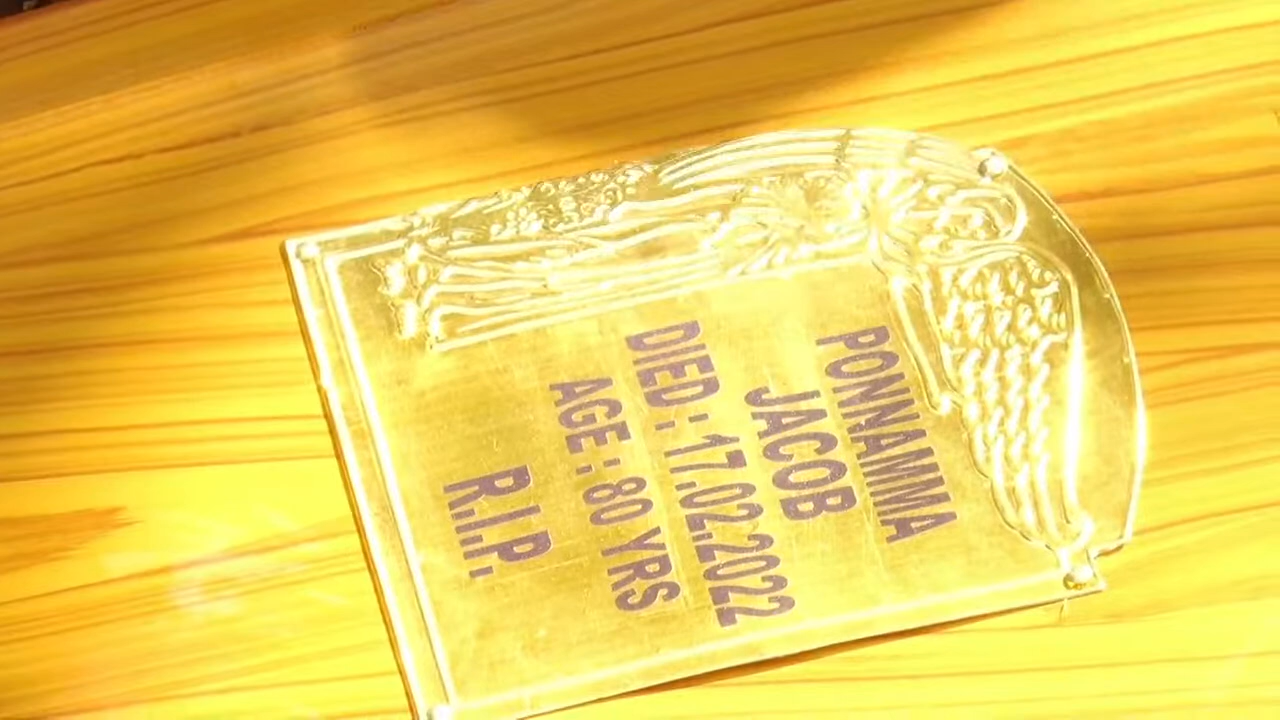 PONNAMMA
JACOB
DIED : 17.02.2022
AGE : 80 YRS
R.I.P.